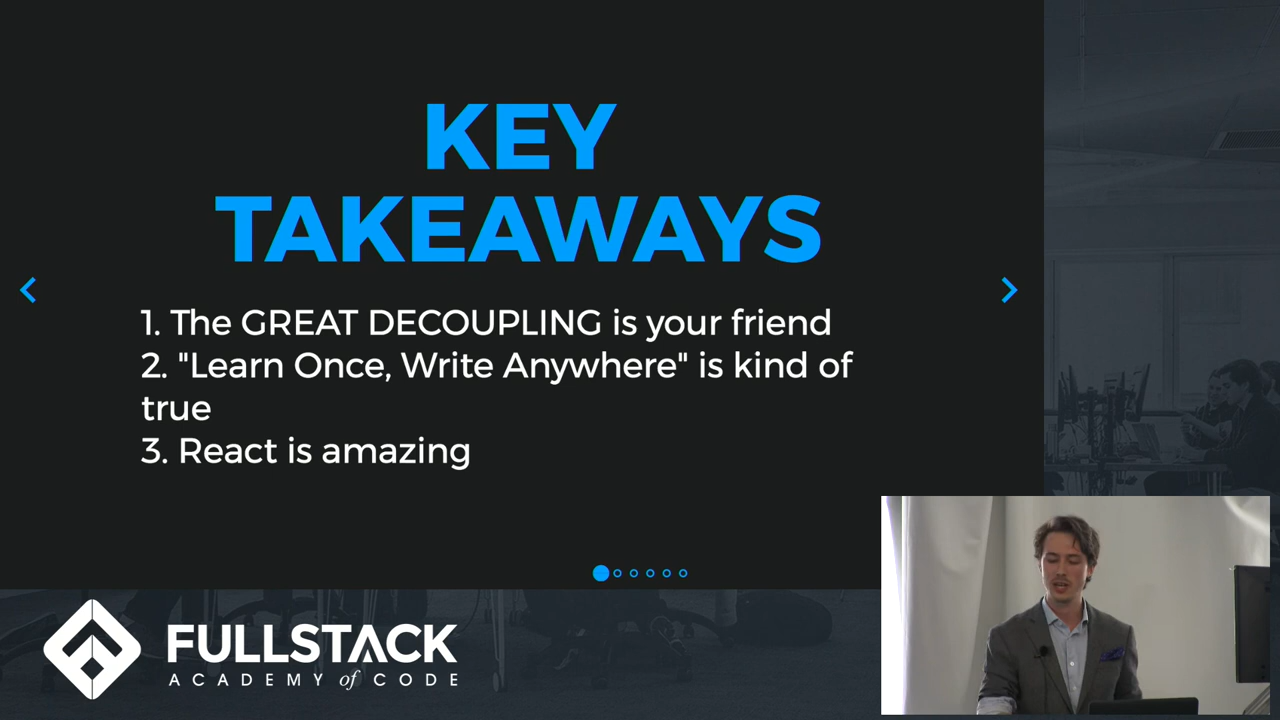 KEY
TAKEAWAYS
1. The GREAT DECOUPLING is your friend
2. "Learn Once, Write Anywhere" is kind of
true
3. React is amazing
FULLSTACK
ACADEMY of CODE